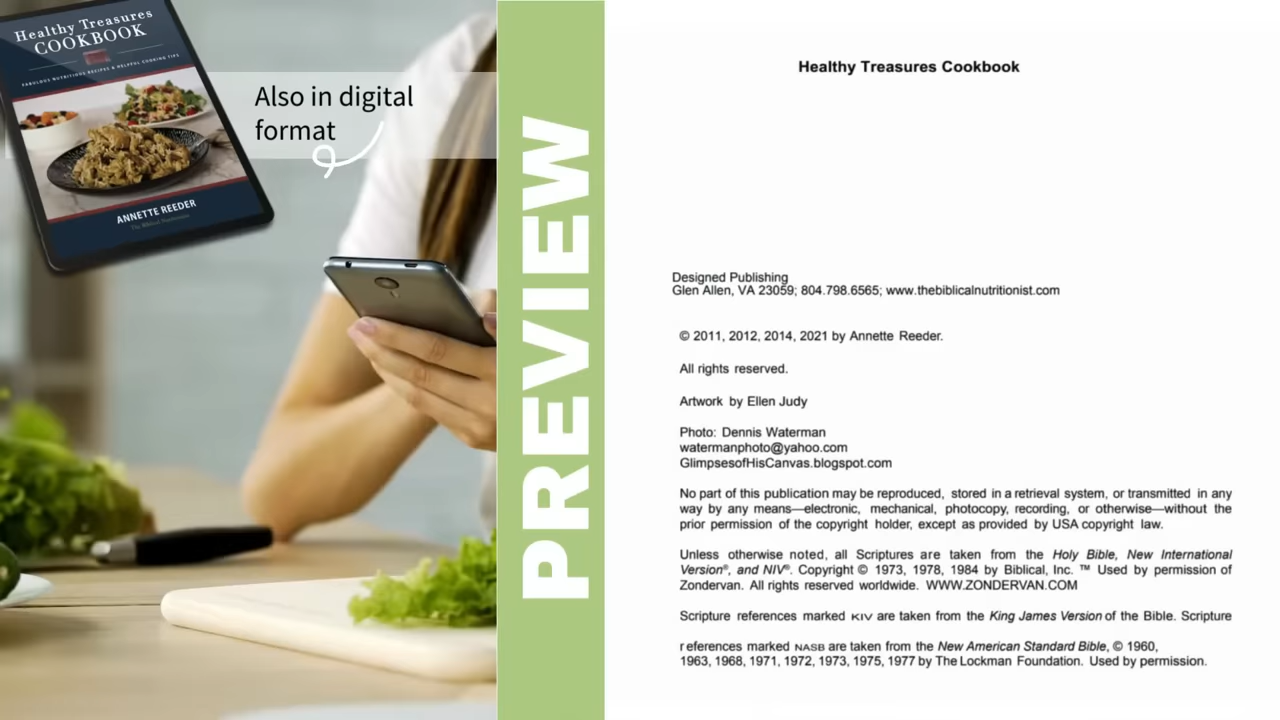 Healthy Treasures
COOKBOOK
FABULOUS NUTRITIOUS RECIPES & HELPFUL COOKING TIPS
ANNETTE REEDER
The Biblical Nutritionist
Also in digital
format
PREVIEW
Healthy Treasures Cookbook
Designed Publishing
Glen Allen, VA 23059; 804.798.6565; www.thebiblicalnutritionist.com
© 2011, 2012, 2014, 2021 by Annette Reeder.
All rights reserved.
Artwork by Ellen Judy
Photo: Dennis Waterman
watermanphoto@yahoo.com
GlimpsesofHisCanvas.blogspot.com
No part of this publication may be reproduced, stored in a retrieval system, or transmitted in any
way by any means—electronic, mechanical, photocopy, recording, or otherwise—without the
prior permission of the copyright holder, except as provided by USA copyright law.
Unless otherwise noted, all Scriptures are taken from the Holy Bible, New International
Version®, and NIV®. Copyright © 1973, 1978, 1984 by Biblical, Inc. ™ Used by permission of
Zondervan. All rights reserved worldwide. WWW.ZONDERVAN.COM
Scripture references marked KIV are taken from the King James Version of the Bible. Scripture
references marked NASB are taken from the New American Standard Bible, © 1960,
1963, 1968, 1971, 1972, 1973, 1975, 1977 by The Lockman Foundation. Used by permission.